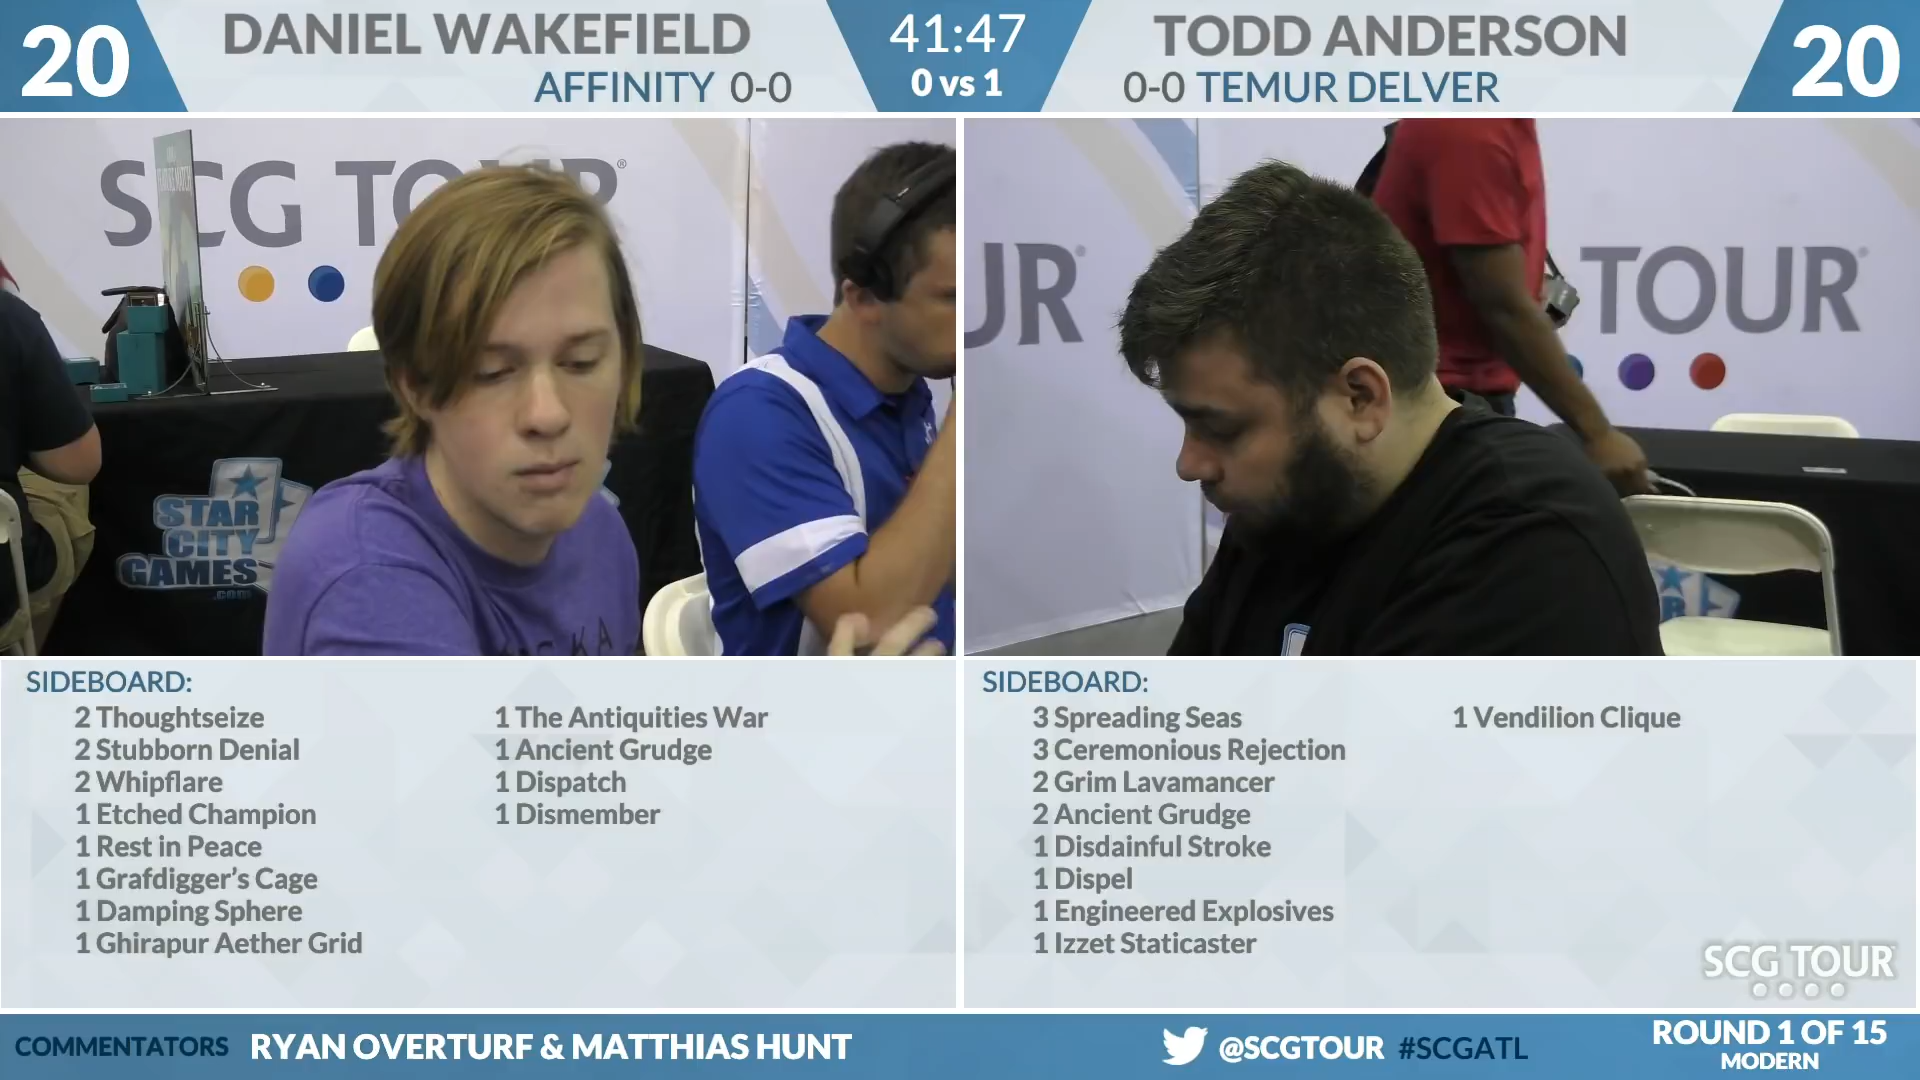 20
DANIEL WAKEFIELD
AFFINITY 0-0
41:47
0 vs 1
TODD ANDERSON
0-0 TEMUR DELVER
20
SCG TOUR®
STAR
CITY
GAMES
.COM
UR
TOUR
SIDEBOARD:
2 Thoughtseize
2 Stubborn Denial
2 Whipflare
1 Etched Champion
1 Rest in Peace
1 Grafdigger's Cage
1 Damping Sphere
1 Ghirapur Aether Grid
1 The Antiquities War
1 Ancient Grudge
1 Dispatch
1 Dismember
SIDEBOARD:
3 Spreading Seas
3 Ceremonious Rejection
2 Grim Lavamancer
2 Ancient Grudge
1 Disdainful Stroke
1 Dispel
1 Engineered Explosives
1 Izzet Staticaster
1 Vendilion Clique
SCG TOUR
COMMENTATORS RYAN OVERTURF & MATTHIAS HUNT
@SCGTOUR #SCGATL
ROUND 1 OF 15
MODERN